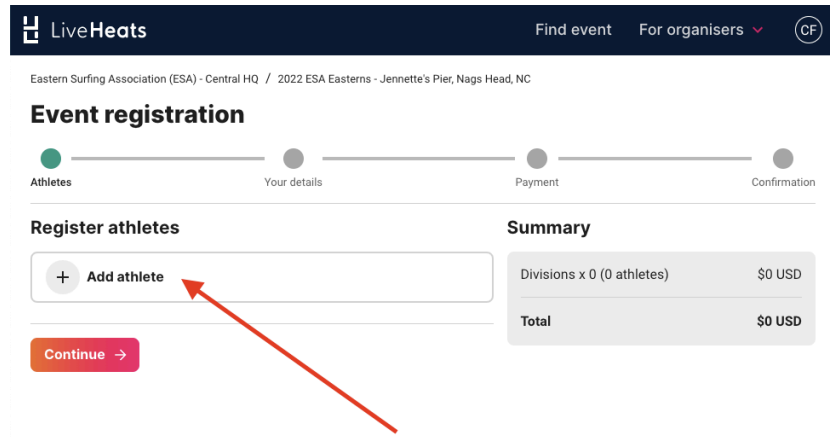 LiveHeats
Find event For organisers CF
Eastern Surfing Association (ESA) - Central HQ / 2022 ESA Easterns - Jennette's Pier, Nags Head, NC
Event registration
Athletes Your details Payment Confirmation
Register athletes
+ Add athlete
Continue →
Summary
Divisions x 0 (0 athletes) $0 USD
Total $0 USD